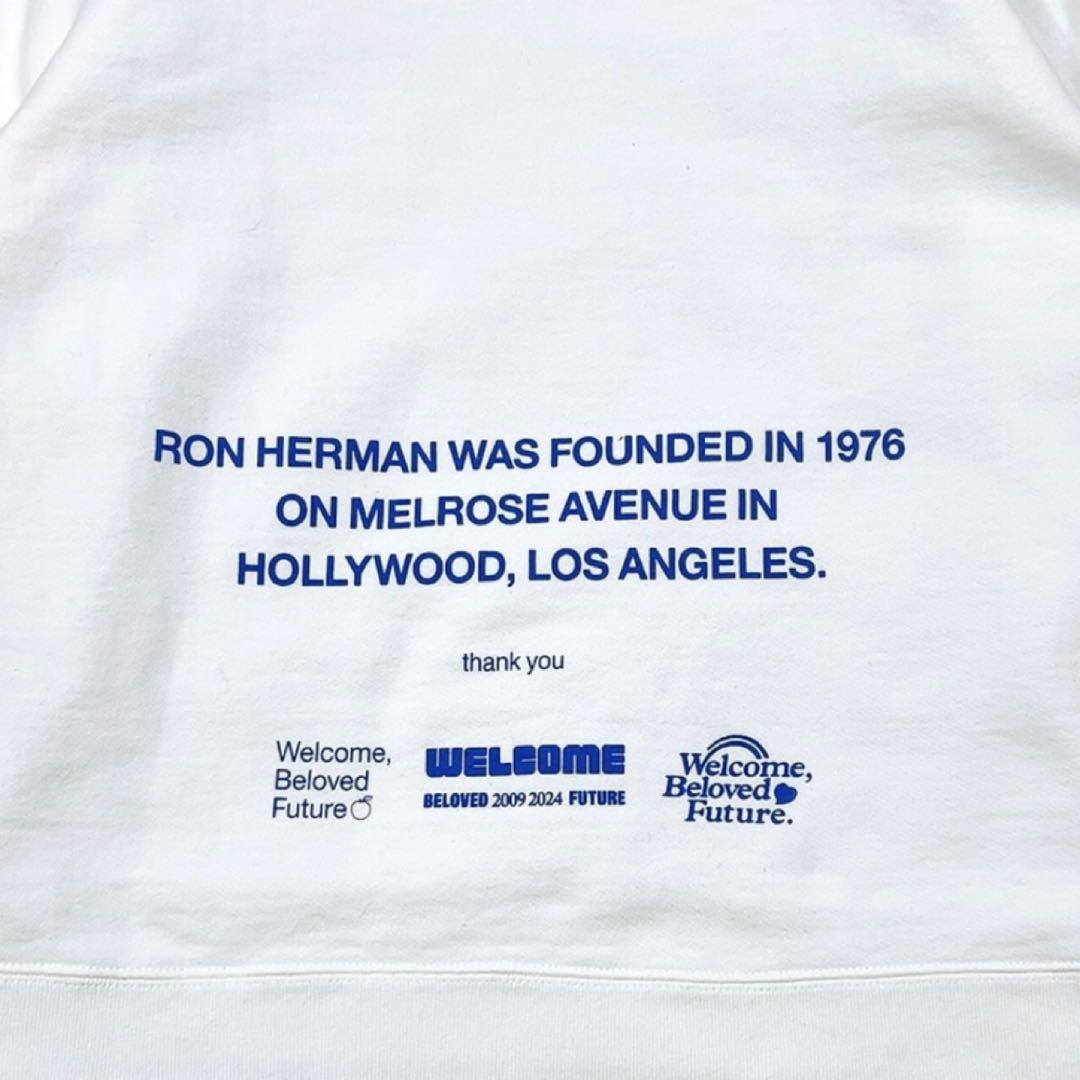 RON HERMAN WAS FOUNDED IN 1976
ON MELROSE AVENUE IN
HOLLYWOOD, LOS ANGELES.
thank you
Welcome,
Beloved
Future
WELCOME
BELOVED 2009 2024 FUTURE
Welcome,
Beloved
Future.